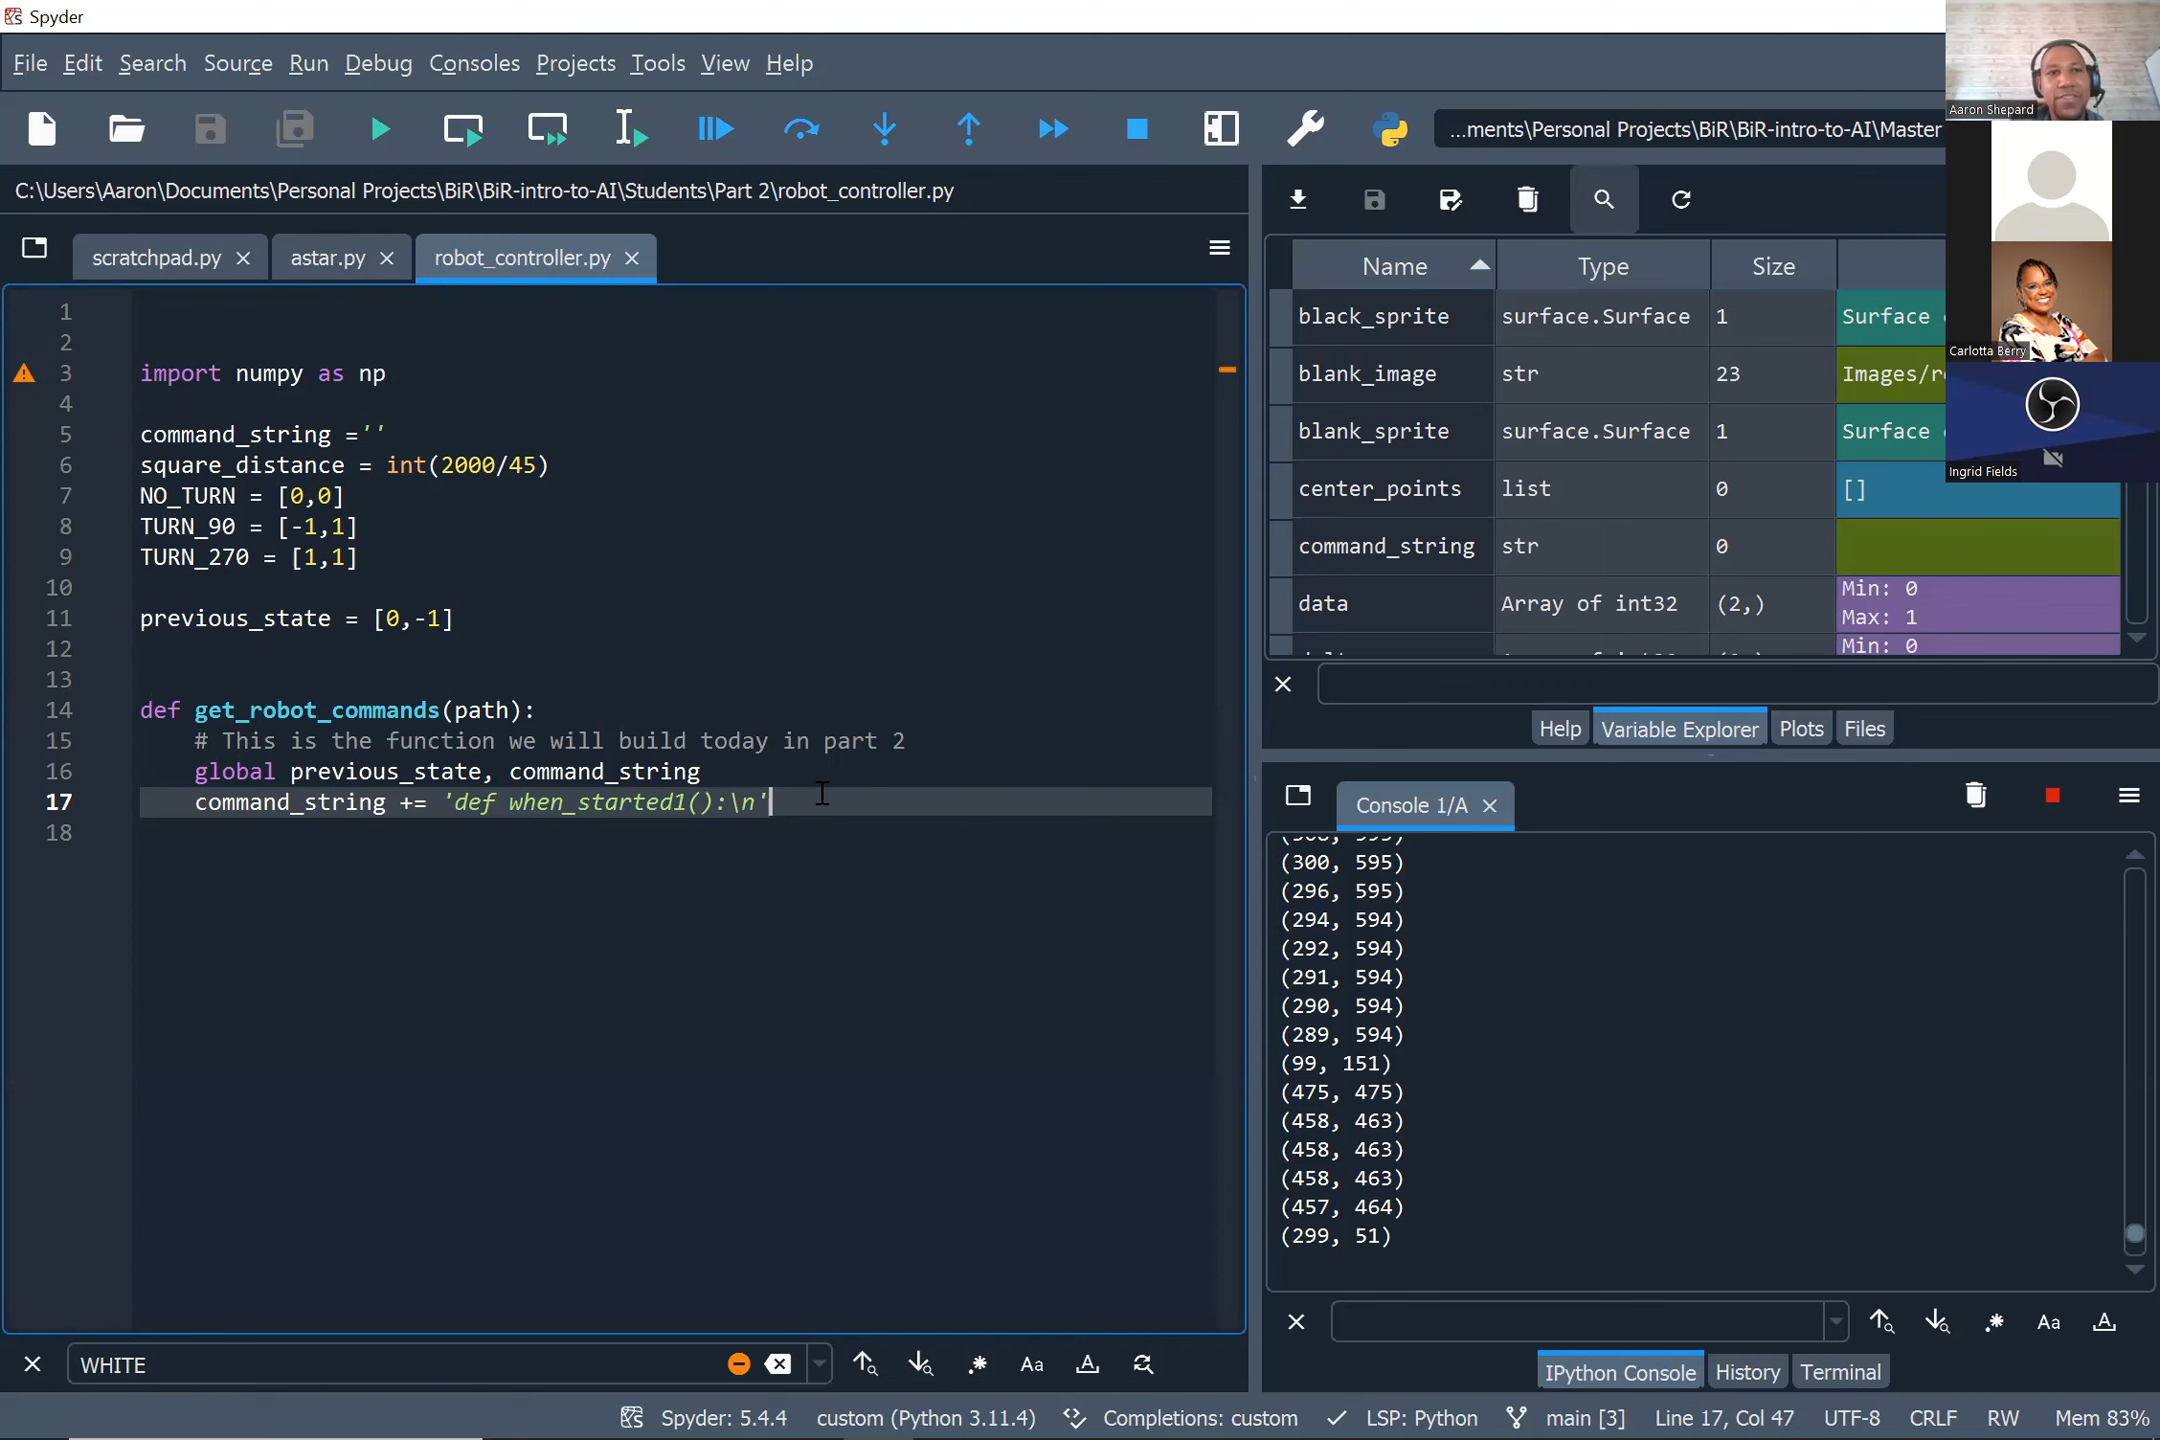 Spyder
File Edit Search Source Run Debug Consoles Projects Tools View Help
...ments\Personal Projects\BiR\BiR-intro-to-AI\Master
C:\Users\Aaron\Documents\Personal Projects\BiR\BiR-intro-to-AI\Students\Part 2\robot_controller.py
scratchpad.py astar.py robot_controller.py
1
2
3 import numpy as np
4
5 command_string =''
6 square_distance = int(2000/45)
7 NO_TURN = [0,0]
8 TURN_90 = [-1,1]
9 TURN_270 = [1,1]
10
11 previous_state = [0,-1]
12
13
14 def get_robot_commands(path):
15 # This is the function we will build today in part 2
16 global previous_state, command_string
17 command_string += 'def when_started1():\n'
18
WHITE
Aa
Aaron Shepard
Carlotta Berry
Ingrid Fields
Name Type Size
black_sprite surface.Surface 1 Surface
blank_image str 23 Images/r
blank_sprite surface.Surface 1 Surface
center_points list 0 []
command_string str 0
data Array of int32 (2,) Min: 0
Max: 1
Min: 0
Help Variable Explorer Plots Files
Console 1/A
(300, 595)
(296, 595)
(294, 594)
(292, 594)
(291, 594)
(290, 594)
(289, 594)
(99, 151)
(475, 475)
(458, 463)
(458, 463)
(458, 463)
(457, 464)
(299, 51)
Aa
IPython Console History Terminal
Spyder: 5.4.4 custom (Python 3.11.4) Completions: custom LSP: Python main [3] Line 17, Col 47 UTF-8 CRLF RW Mem 83%